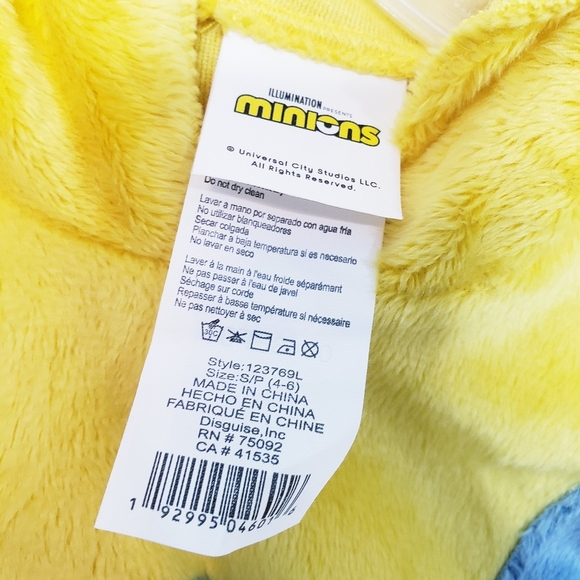 ILLUMINATION PRESENTS
minions
© Universal City Studios LLC.
All Rights Reserved.
Do not dry clean
Lavar a mano por separado con agua fria
No utilizar blanqueadores
Secar colgada
Planchar a baja temperatura si es necesario
No lavar en seco
Laver à la main à l'eau froide séparémant
Ne pas passer à l'eau de javel
Séchage sur corde
Repasser à basse température si nécessaire
Ne pas nettoyer à sec
30C
Style:123769L
Size:S/P (4-6)
MADE IN CHINA
HECHO EN CHINA
FABRIQUÉ EN CHINE
Disguise,Inc
RN # 75092
CA # 41535
1 92995 04601